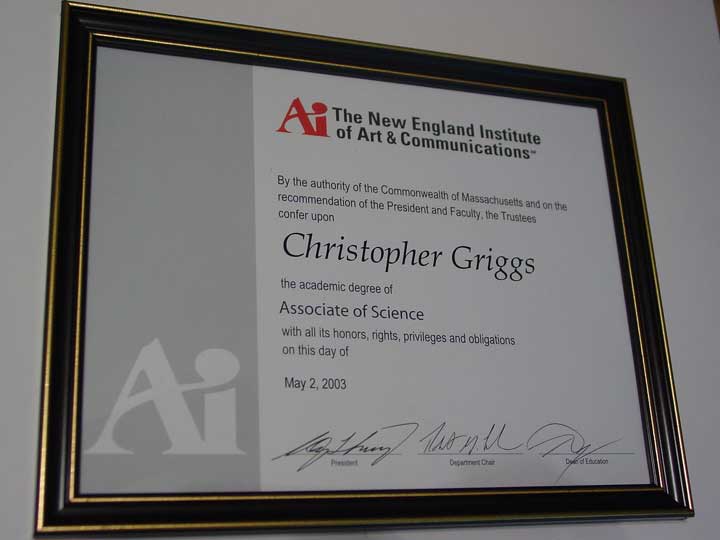 Ai The New England Institute
of Art & Communications℠
By the authority of the Commonwealth of Massachusetts and on the
recommendation of the President and Faculty, the Trustees
confer upon
Christopher Griggs
the academic degree of
Associate of Science
with all its honors, rights, privileges and obligations
on this day of
May 2, 2003
Ai
President
Department Chair
Dean of Education